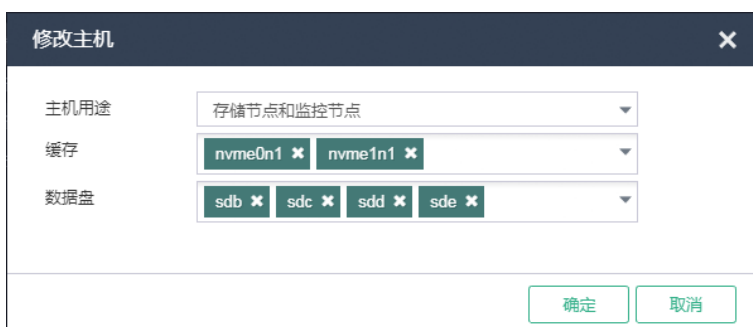 修改主机 ×
主机用途 存储节点和监控节点
缓存 nvme0n1 × nvme1n1 ×
数据盘 sdb × sdc × sdd × sde ×
确定 取消